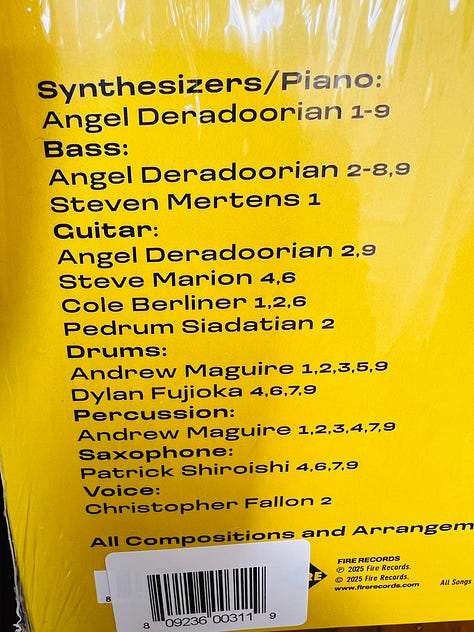 Synthesizers/Piano:
Angel Deradoorian 1-9
Bass:
Angel Deradoorian 2-8,9
Steven Mertens 1
Guitar:
Angel Deradoorian 2,9
Steve Marion 4,6
Cole Berliner 1,2,6
Pedrum Siadatian 2
Drums:
Andrew Maguire 1,2,3,5,9
Dylan Fujioka 4,6,7,9
Percussion:
Andrew Maguire 1,2,3,4,7,9
Saxophone:
Patrick Shiroishi 4,6,7,9
Voice:
Christopher Fallon 2
All Compositions and Arrangem
FIRE RECORDS
℗ 2025 Fire Records.
© 2025 Fire Records.
www.firerecords.com
All Songs
8 09236 00311 9